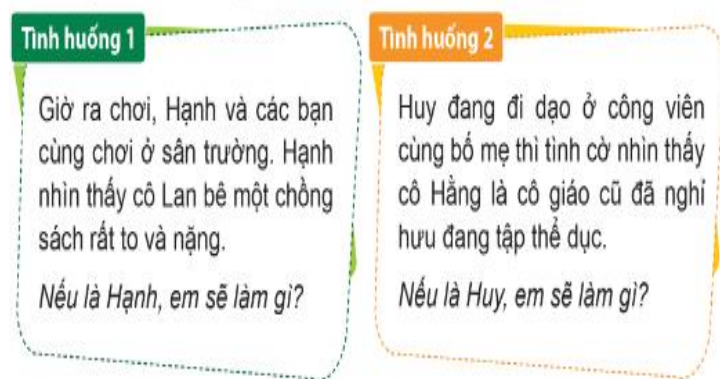 Tình huống 1
Giờ ra chơi, Hạnh và các bạn
cùng chơi ở sân trường. Hạnh
nhìn thấy cô Lan bê một chồng
sách rất to và nặng.
Nếu là Hạnh, em sẽ làm gì?
Tình huống 2
Huy đang đi dạo ở công viên
cùng bố mẹ thì tình cờ nhìn thấy
cô Hằng là cô giáo cũ đã nghỉ
hưu đang tập thể dục.
Nếu là Huy, em sẽ làm gì?